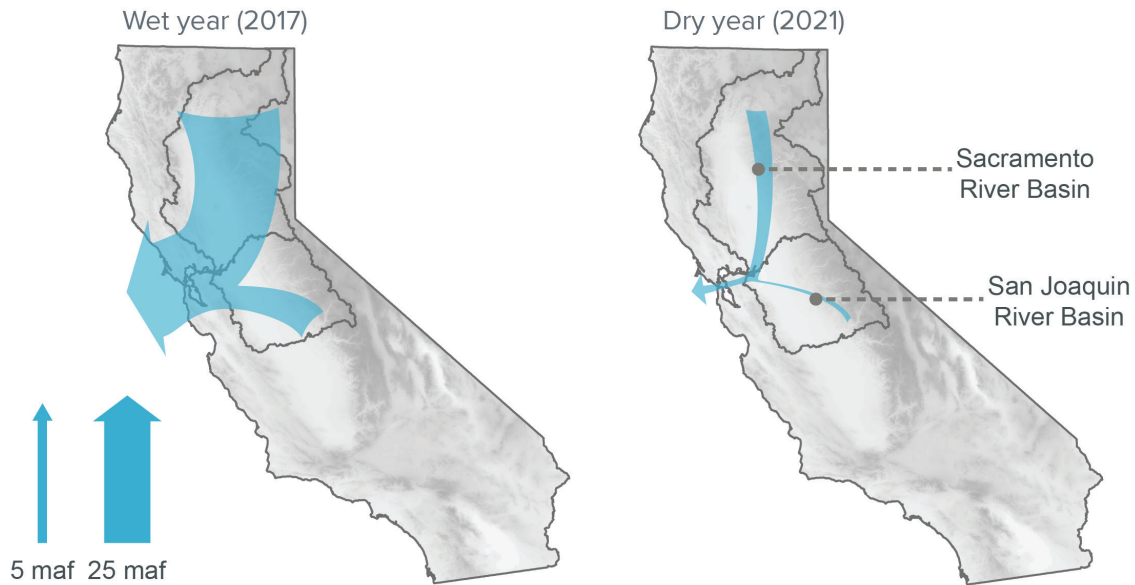 Wet year (2017)
Dry year (2021)
Sacramento
River Basin
San Joaquin
River Basin
5 maf
25 maf